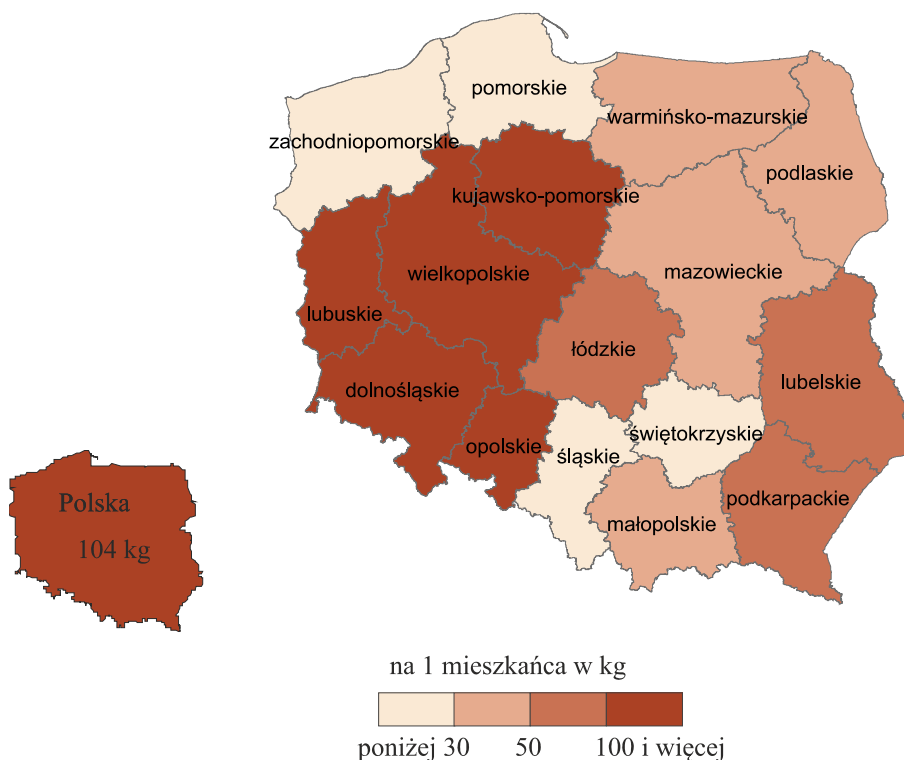 pomorskie
warmińsko-mazurskie
zachodniopomorskie
podlaskie
kujawsko-pomorskie
wielkopolskie
mazowieckie
lubuskie
łódzkie
dolnośląskie
lubelskie
świętokrzyskie
opolskie
śląskie
podkarpackie
małopolskie
Polska
104 kg
na 1 mieszkańca w kg
poniżej 30 50 100 i więcej